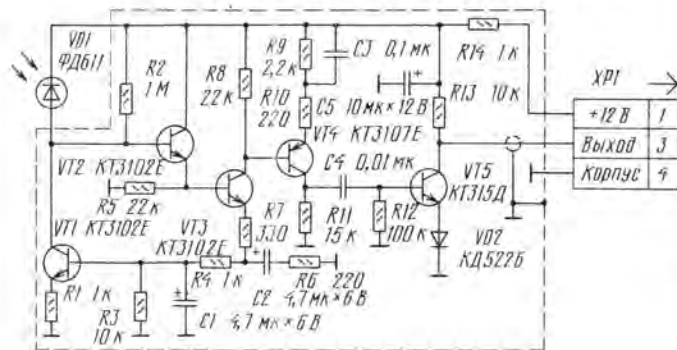 VD1
ФД611
R2
1 М
R8
22 к
R9
2,2 к
R10
220
C3 0,1 мк
C5
10 мк × 12 В
R14 1 к
R13 10 к
XP1
+12 В 1
Выход 3
Корпус 4
VT2 КТ3102Е
VT4 КТ3107Е
C4 0,01 мк
VT5
КТ315Д
R5 22 к
VT1
КТ3102Е
VT3
КТ3102Е
R7
330
R11
15 к
R12
100 к
VD2
КД522Б
R1 1 к
R3
10 к
R4 1 к
R6 220
C2 4,7 мк × 6 В
C1 4,7 мк × 6 В